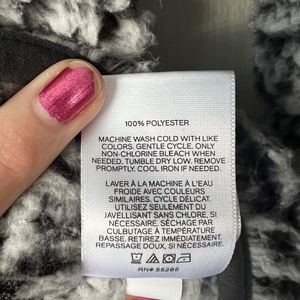 100% POLYESTER
MACHINE WASH COLD WITH LIKE
COLORS, GENTLE CYCLE. ONLY
NON-CHLORINE BLEACH WHEN
NEEDED. TUMBLE DRY LOW. REMOVE
PROMPTLY. COOL IRON IF NEEDED.
LAVER À LA MACHINE À L'EAU
FROIDE AVEC COULEURS
SIMILAIRES. CYCLE DÉLICAT.
UTILISEZ SEULEMENT DU
JAVELLISANT SANS CHLORE, SI
NÉCESSAIRE. SÉCHAGE PAR
CULBUTAGE À TEMPÉRATURE
BASSE. RETIREZ IMMÉDIATEMENT.
REPASSAGE DOUX, SI NÉCESSAIRE.
RN# 55285